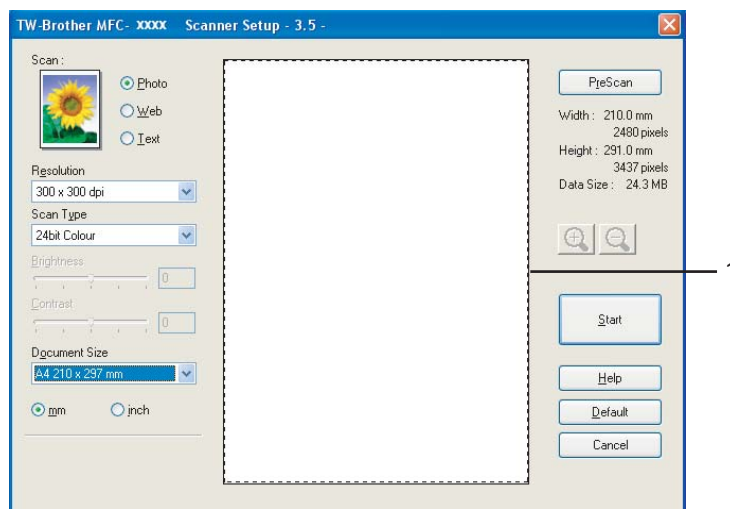 TW-Brother MFC- XXXX Scanner Setup - 3.5 -
Scan :
Photo
Web
Text
Resolution
300 x 300 dpi
Scan Type
24bit Colour
Brightness
0
Contrast
0
Document Size
A4 210 x 297 mm
mm inch
PreScan
Width : 210.0 mm
2480 pixels
Height : 291.0 mm
3437 pixels
Data Size : 24.3 MB
1
Start
Help
Default
Cancel